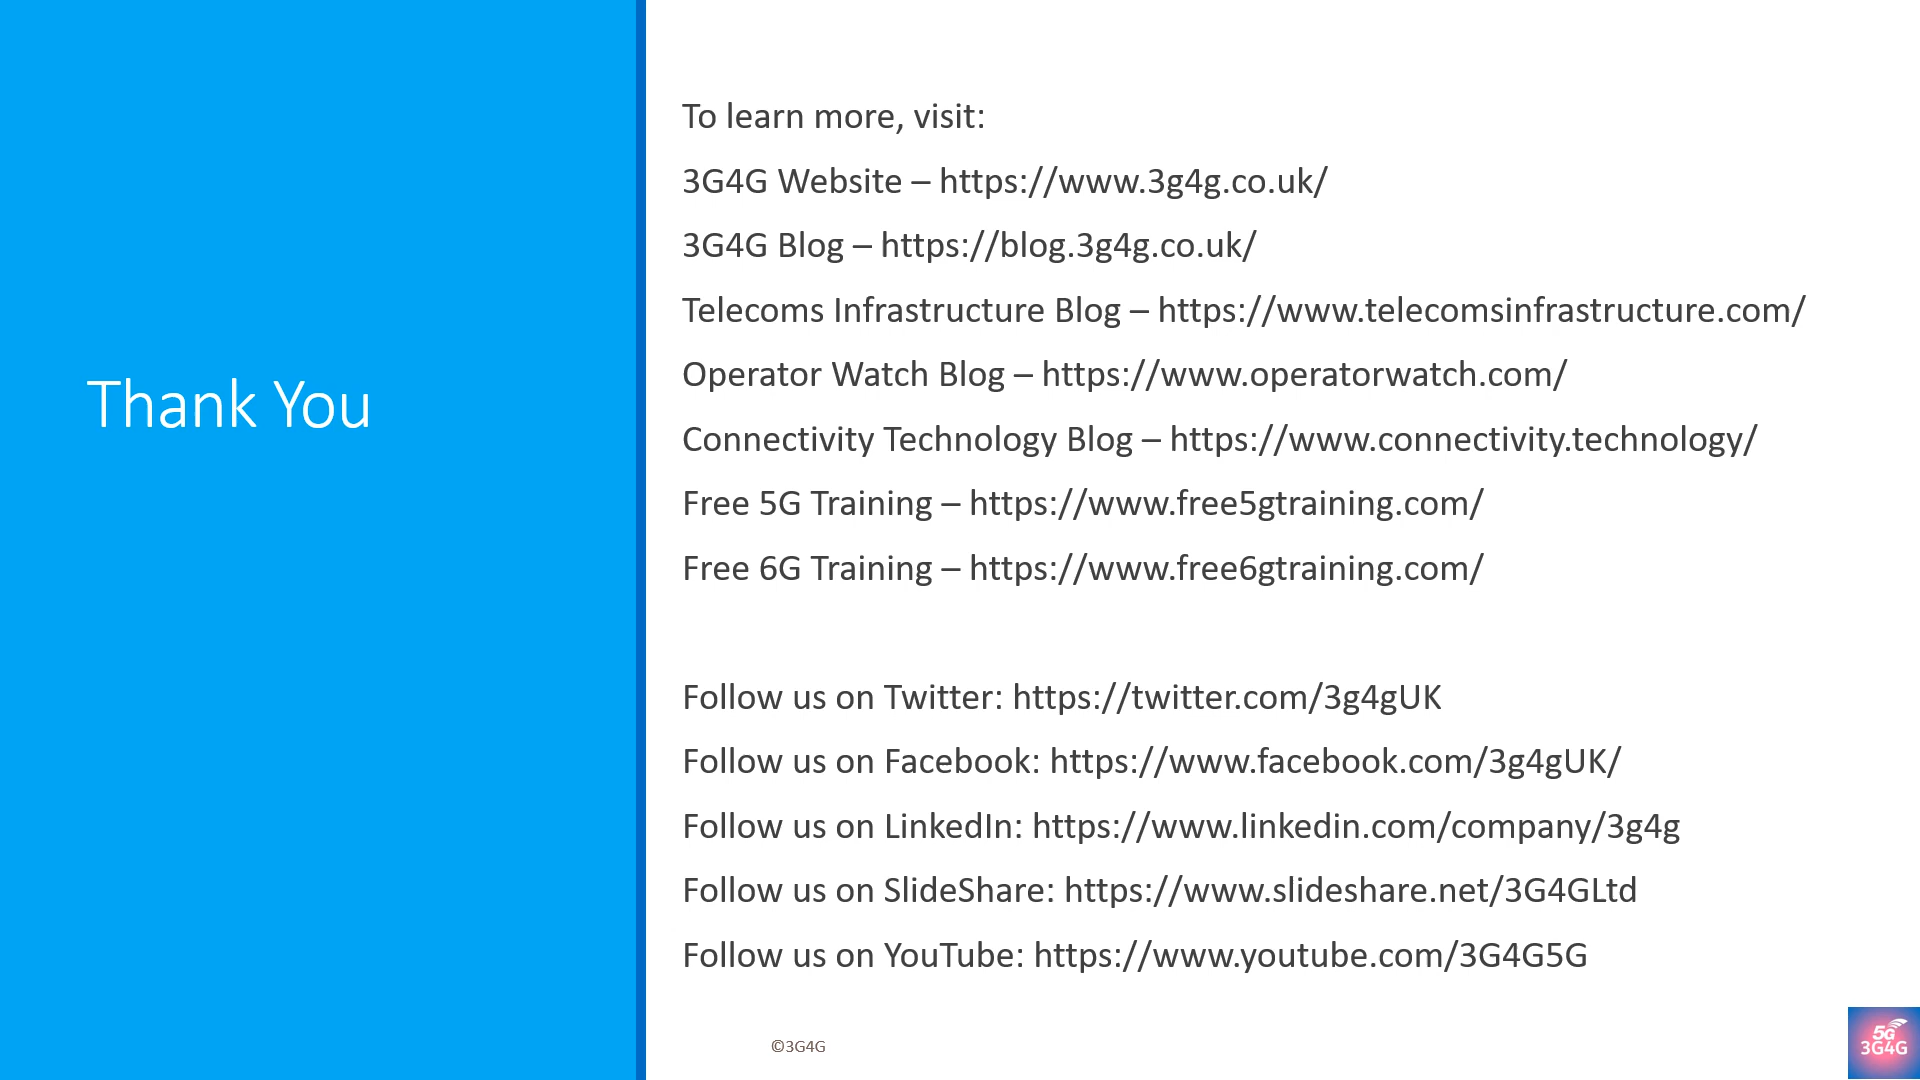 Thank You
To learn more, visit:
3G4G Website – https://www.3g4g.co.uk/
3G4G Blog – https://blog.3g4g.co.uk/
Telecoms Infrastructure Blog – https://www.telecomsinfrastructure.com/
Operator Watch Blog – https://www.operatorwatch.com/
Connectivity Technology Blog – https://www.connectivity.technology/
Free 5G Training – https://www.free5gtraining.com/
Free 6G Training – https://www.free6gtraining.com/
Follow us on Twitter: https://twitter.com/3g4gUK
Follow us on Facebook: https://www.facebook.com/3g4gUK/
Follow us on LinkedIn: https://www.linkedin.com/company/3g4g
Follow us on SlideShare: https://www.slideshare.net/3G4GLtd
Follow us on YouTube: https://www.youtube.com/3G4G5G
©3G4G
5G
3G4G